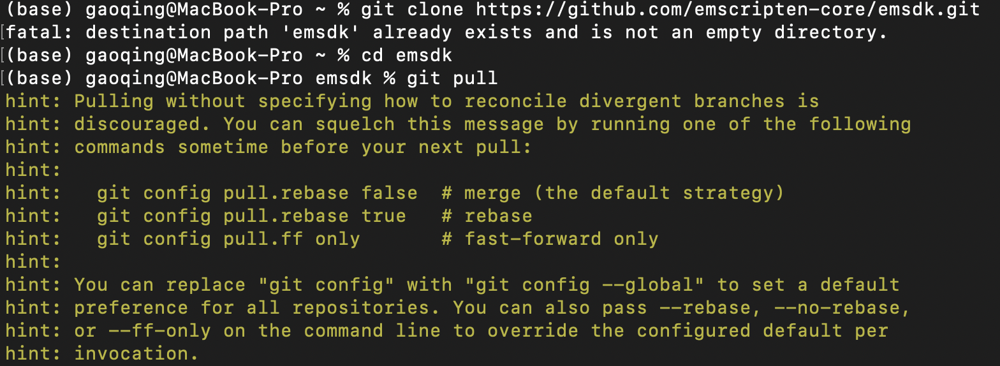 (base) gaoqing@MacBook-Pro ~ % git clone https://github.com/emscripten-core/emsdk.git
[fatal: destination path 'emsdk' already exists and is not an empty directory.
[(base) gaoqing@MacBook-Pro ~ % cd emsdk
[(base) gaoqing@MacBook-Pro emsdk % git pull
hint: Pulling without specifying how to reconcile divergent branches is
hint: discouraged. You can squelch this message by running one of the following
hint: commands sometime before your next pull:
hint:
hint:   git config pull.rebase false  # merge (the default strategy)
hint:   git config pull.rebase true   # rebase
hint:   git config pull.ff only       # fast-forward only
hint:
hint: You can replace "git config" with "git config --global" to set a default
hint: preference for all repositories. You can also pass --rebase, --no-rebase,
hint: or --ff-only on the command line to override the configured default per
hint: invocation.